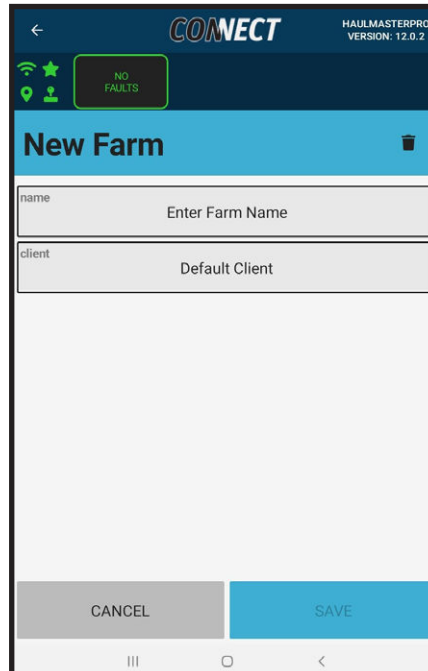 CONNECT
HAULMASTERPRO
VERSION: 12.0.2
NO
FAULTS
New Farm
name
Enter Farm Name
client
Default Client
CANCEL
SAVE